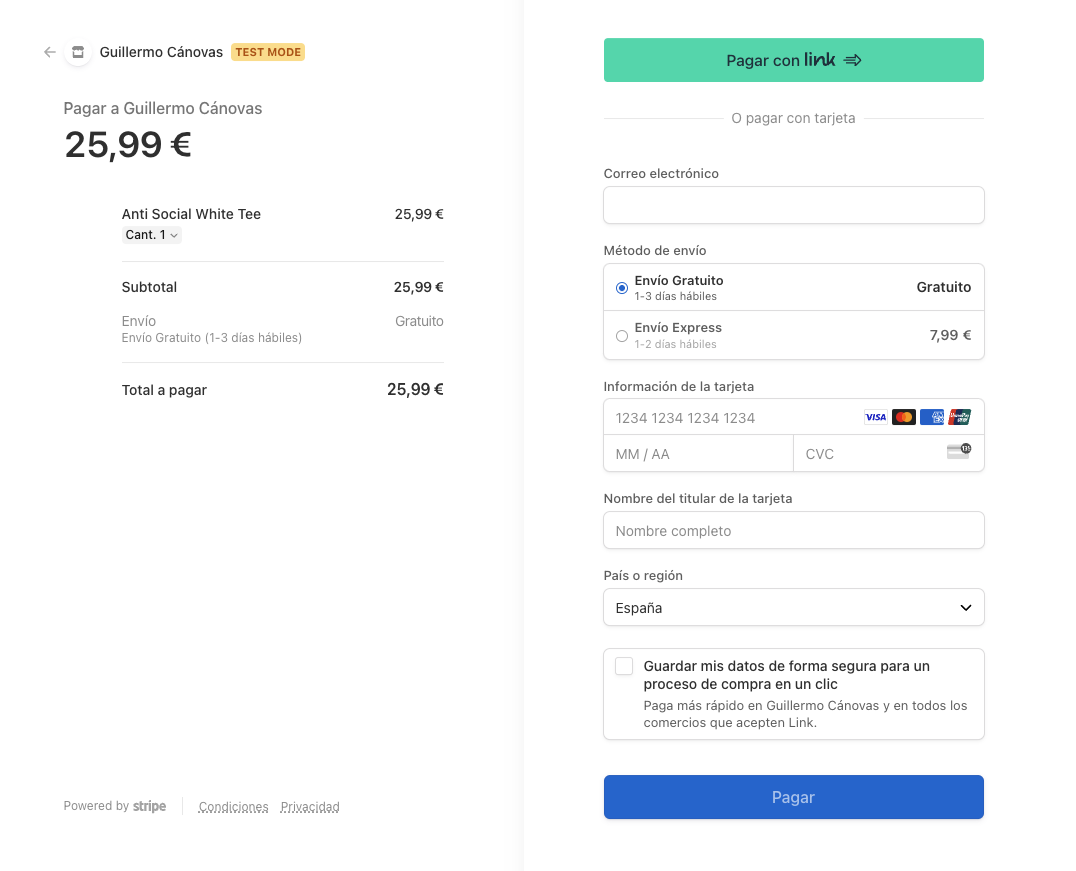 Guillermo Cánovas TEST MODE
Pagar a Guillermo Cánovas
25,99 €
Anti Social White Tee 25,99 €
Cant. 1
Subtotal 25,99 €
Envío Gratuito
Envío Gratuito (1-3 días hábiles)
Total a pagar 25,99 €
Powered by stripe Condiciones Privacidad
Pagar con link
O pagar con tarjeta
Correo electrónico
Método de envío
Envío Gratuito Gratuito
1-3 días hábiles
Envío Express 7,99 €
1-2 días hábiles
Información de la tarjeta
1234 1234 1234 1234 VISA
MM / AA CVC 135
Nombre del titular de la tarjeta
Nombre completo
País o región
España
Guardar mis datos de forma segura para un
proceso de compra en un clic
Paga más rápido en Guillermo Cánovas y en todos los
comercios que acepten Link.
Pagar